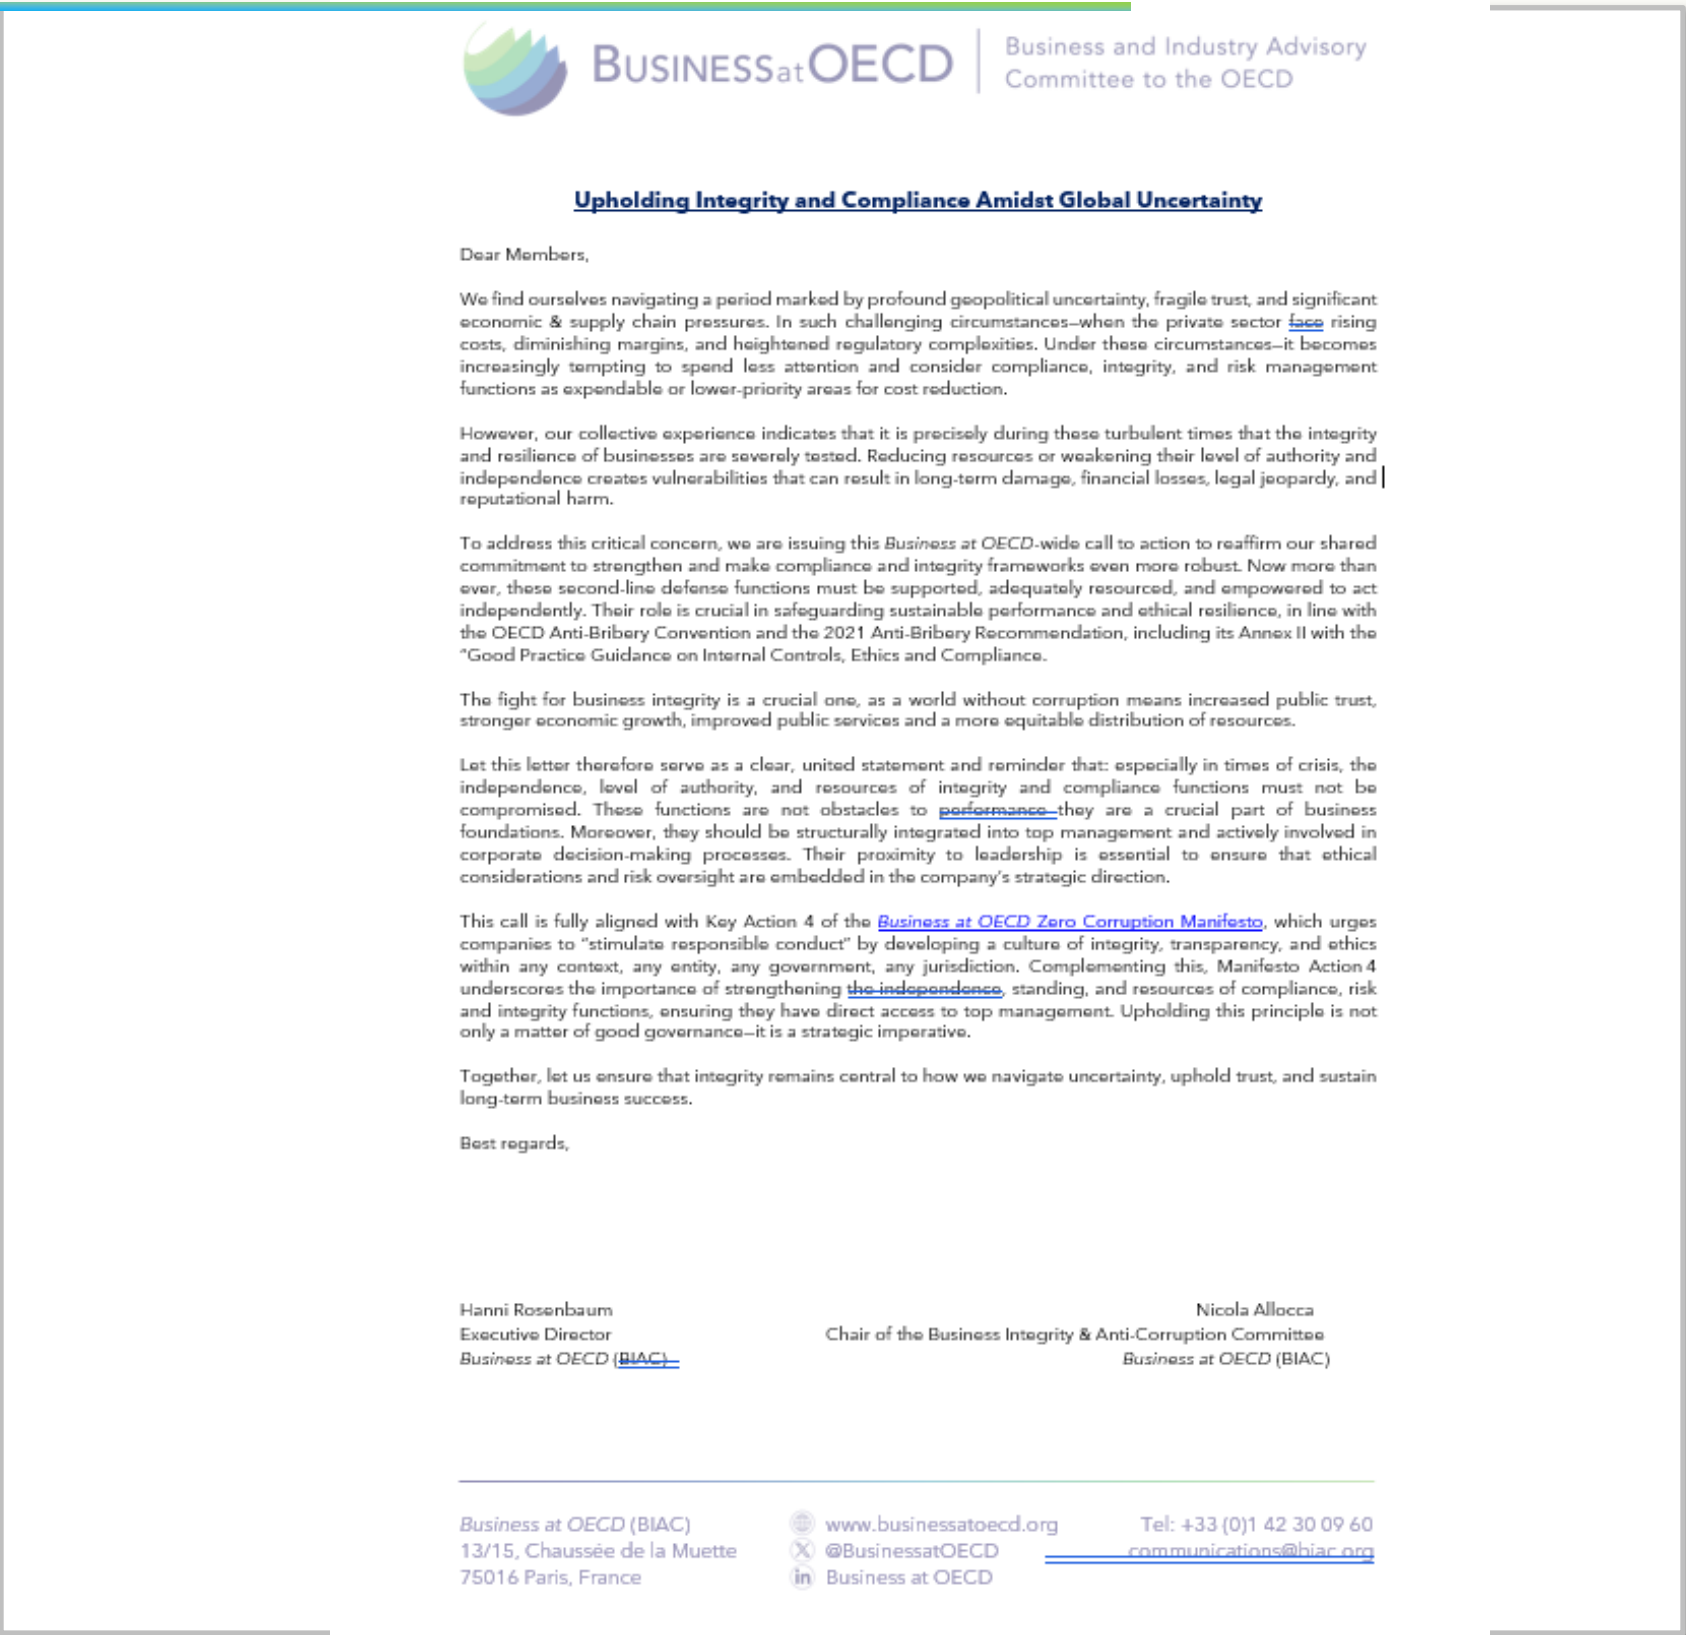 BUSINESSatOECD
Business and Industry Advisory
Committee to the OECD
Upholding Integrity and Compliance Amidst Global Uncertainty
Dear Members,
We find ourselves navigating a period marked by profound geopolitical uncertainty, fragile trust, and significant
economic & supply chain pressures. In such challenging circumstances—when the private sector face rising
costs, diminishing margins, and heightened regulatory complexities. Under these circumstances—it becomes
increasingly tempting to spend less attention and consider compliance, integrity, and risk management
functions as expendable or lower-priority areas for cost reduction.
However, our collective experience indicates that it is precisely during these turbulent times that the integrity
and resilience of businesses are severely tested. Reducing resources or weakening their level of authority and
independence creates vulnerabilities that can result in long-term damage, financial losses, legal jeopardy, and
reputational harm.
To address this critical concern, we are issuing this Business at OECD-wide call to action to reaffirm our shared
commitment to strengthen and make compliance and integrity frameworks even more robust. Now more than
ever, these second-line defense functions must be supported, adequately resourced, and empowered to act
independently. Their role is crucial in safeguarding sustainable performance and ethical resilience, in line with
the OECD Anti-Bribery Convention and the 2021 Anti-Bribery Recommendation, including its Annex II with the
"Good Practice Guidance on Internal Controls, Ethics and Compliance.
The fight for business integrity is a crucial one, as a world without corruption means increased public trust,
stronger economic growth, improved public services and a more equitable distribution of resources.
Let this letter therefore serve as a clear, united statement and reminder that: especially in times of crisis, the
independence, level of authority, and resources of integrity and compliance functions must not be
compromised. These functions are not obstacles to performance they are a crucial part of business
foundations. Moreover, they should be structurally integrated into top management and actively involved in
corporate decision-making processes. Their proximity to leadership is essential to ensure that ethical
considerations and risk oversight are embedded in the company's strategic direction.
This call is fully aligned with Key Action 4 of the Business at OECD Zero Corruption Manifesto, which urges
companies to "stimulate responsible conduct" by developing a culture of integrity, transparency, and ethics
within any context, any entity, any government, any jurisdiction. Complementing this, Manifesto Action 4
underscores the importance of strengthening the independence, standing, and resources of compliance, risk
and integrity functions, ensuring they have direct access to top management. Upholding this principle is not
only a matter of good governance—it is a strategic imperative.
Together, let us ensure that integrity remains central to how we navigate uncertainty, uphold trust, and sustain
long-term business success.
Best regards,
Hanni Rosenbaum
Executive Director
Business at OECD (BIAC)
Nicola Allocca
Chair of the Business Integrity & Anti-Corruption Committee
Business at OECD (BIAC)
Business at OECD (BIAC)
13/15, Chaussée de la Muette
75016 Paris, France
www.businessatoecd.org
@BusinessatOECD
Business at OECD
Tel: +33 (0)1 42 30 09 60
communications@biac.org